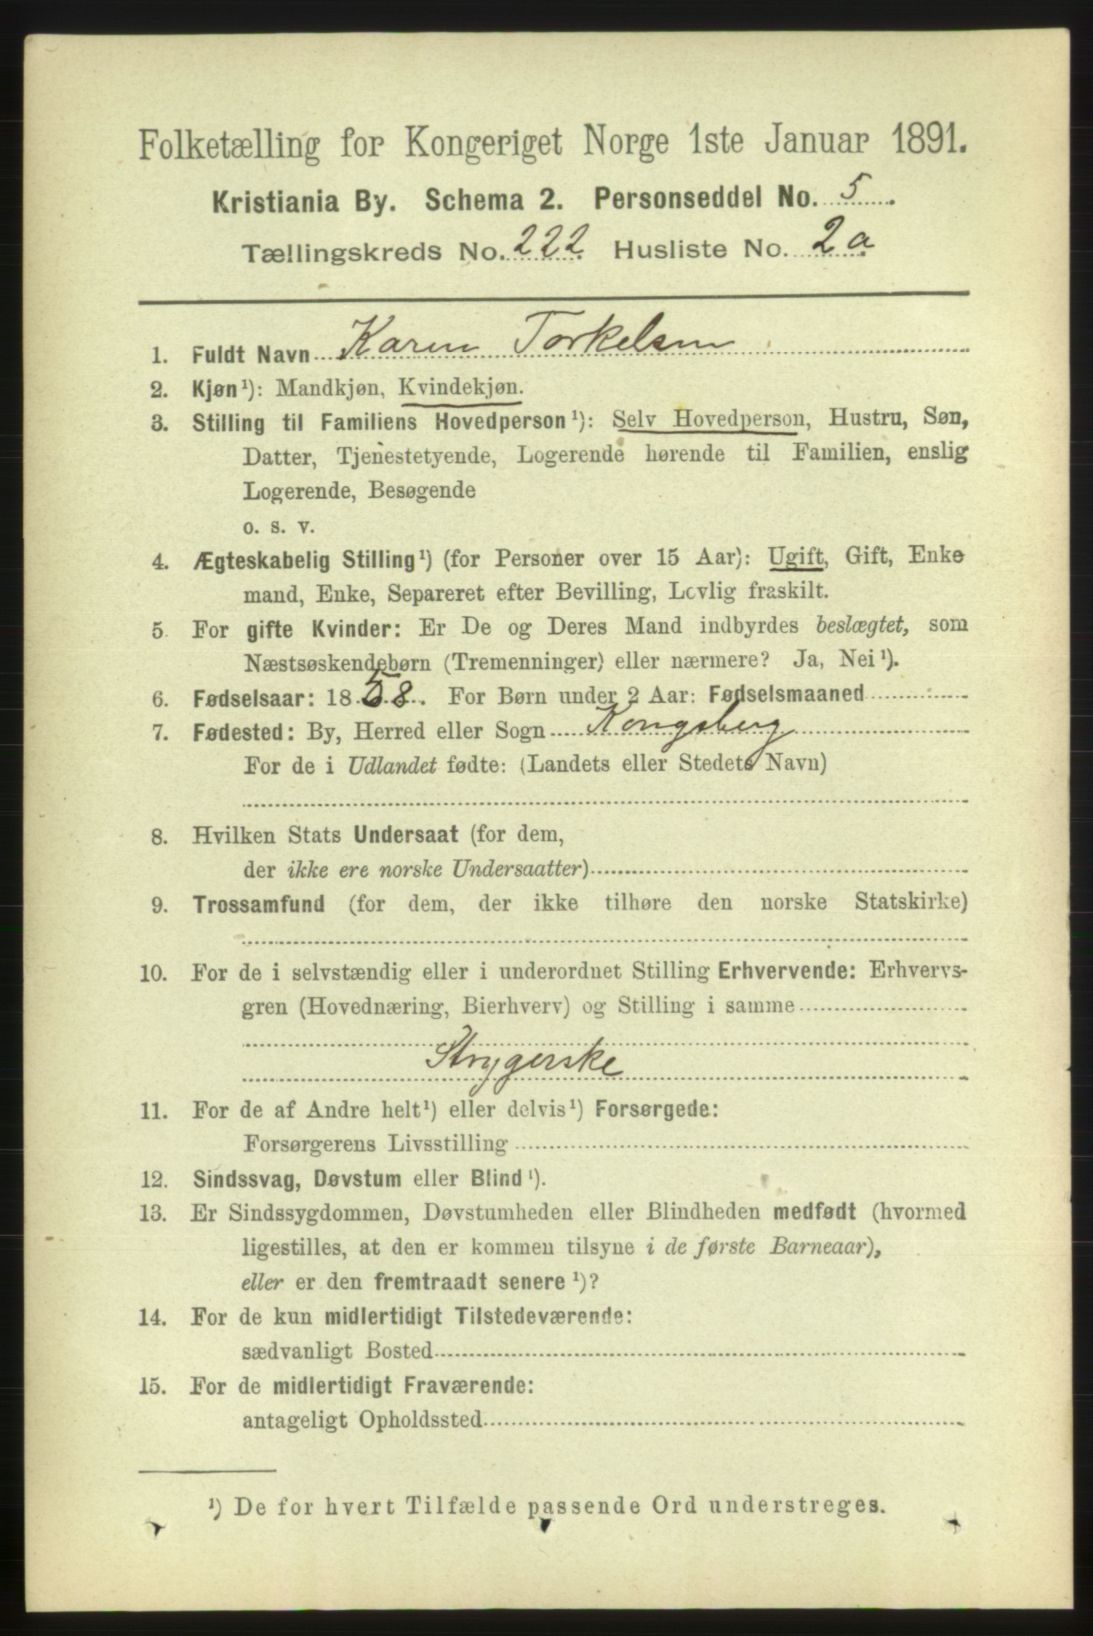 Folketælling for Kongeriget Norge 1ste Januar 1891.
Kristiania By. Schema 2. Personseddel No. 5.
Tællingskreds No. 222. Husliste No. 2a
1. Fuldt Navn Karen Torkelsen
2. Kjøn¹): Mandkjøn, Kvindekjøn.
3. Stilling til Familiens Hovedperson¹): Selv Hovedperson, Hustru, Søn,
Datter, Tjenestetyende, Logerende hørende til Familien, enslig
Logerende, Besøgende
o. s. v.
4. Ægteskabelig Stilling¹) (for Personer over 15 Aar): Ugift, Gift, Enke
mand, Enke, Separeret efter Bevilling, Lovlig fraskilt.
5 For gifte Kvinder: Er De og Deres Mand indbyrdes beslægtet, som
Næstsøskendebørn (Tremenninger) eller nærmere? Ja, Nei¹).
6. Fødselsaar: 1858. For Børn under 2 Aar: Fødselsmaaned
7. Fødested: By, Herred eller Sogn Kongsberg
For de i Udlandet fødte: (Landets eller Stedets Navn)
8. Hvilken Stats Undersaat (for dem,
der ikke ere norske Undersaatter)
9. Trossamfund (for dem, der ikke tilhøre den norske Statskirke)
10. For de i selvstændig eller i underordnet Stilling Erhvervende: Erhvervs-
gren (Hovednæring, Bierhverv) og Stilling i samme
Strygerske
11. For de af Andre helt¹) eller delvis¹) Forsørgede:
Forsørgerens Livsstilling
12. Sindssvag, Døvstum eller Blind¹).
13. Er Sindssygdommen, Døvstumheden eller Blindheden medfødt (hvormed
ligestilles, at den er kommen tilsyne i de første Barneaar),
eller er den fremtraadt senere¹)?
14. For de kun midlertidigt Tilstedeværende:
sædvanligt Bosted
15. For de midlertidigt Fraværende:
antageligt Opholdssted
¹) De for hvert Tilfælde passende Ord understreges.